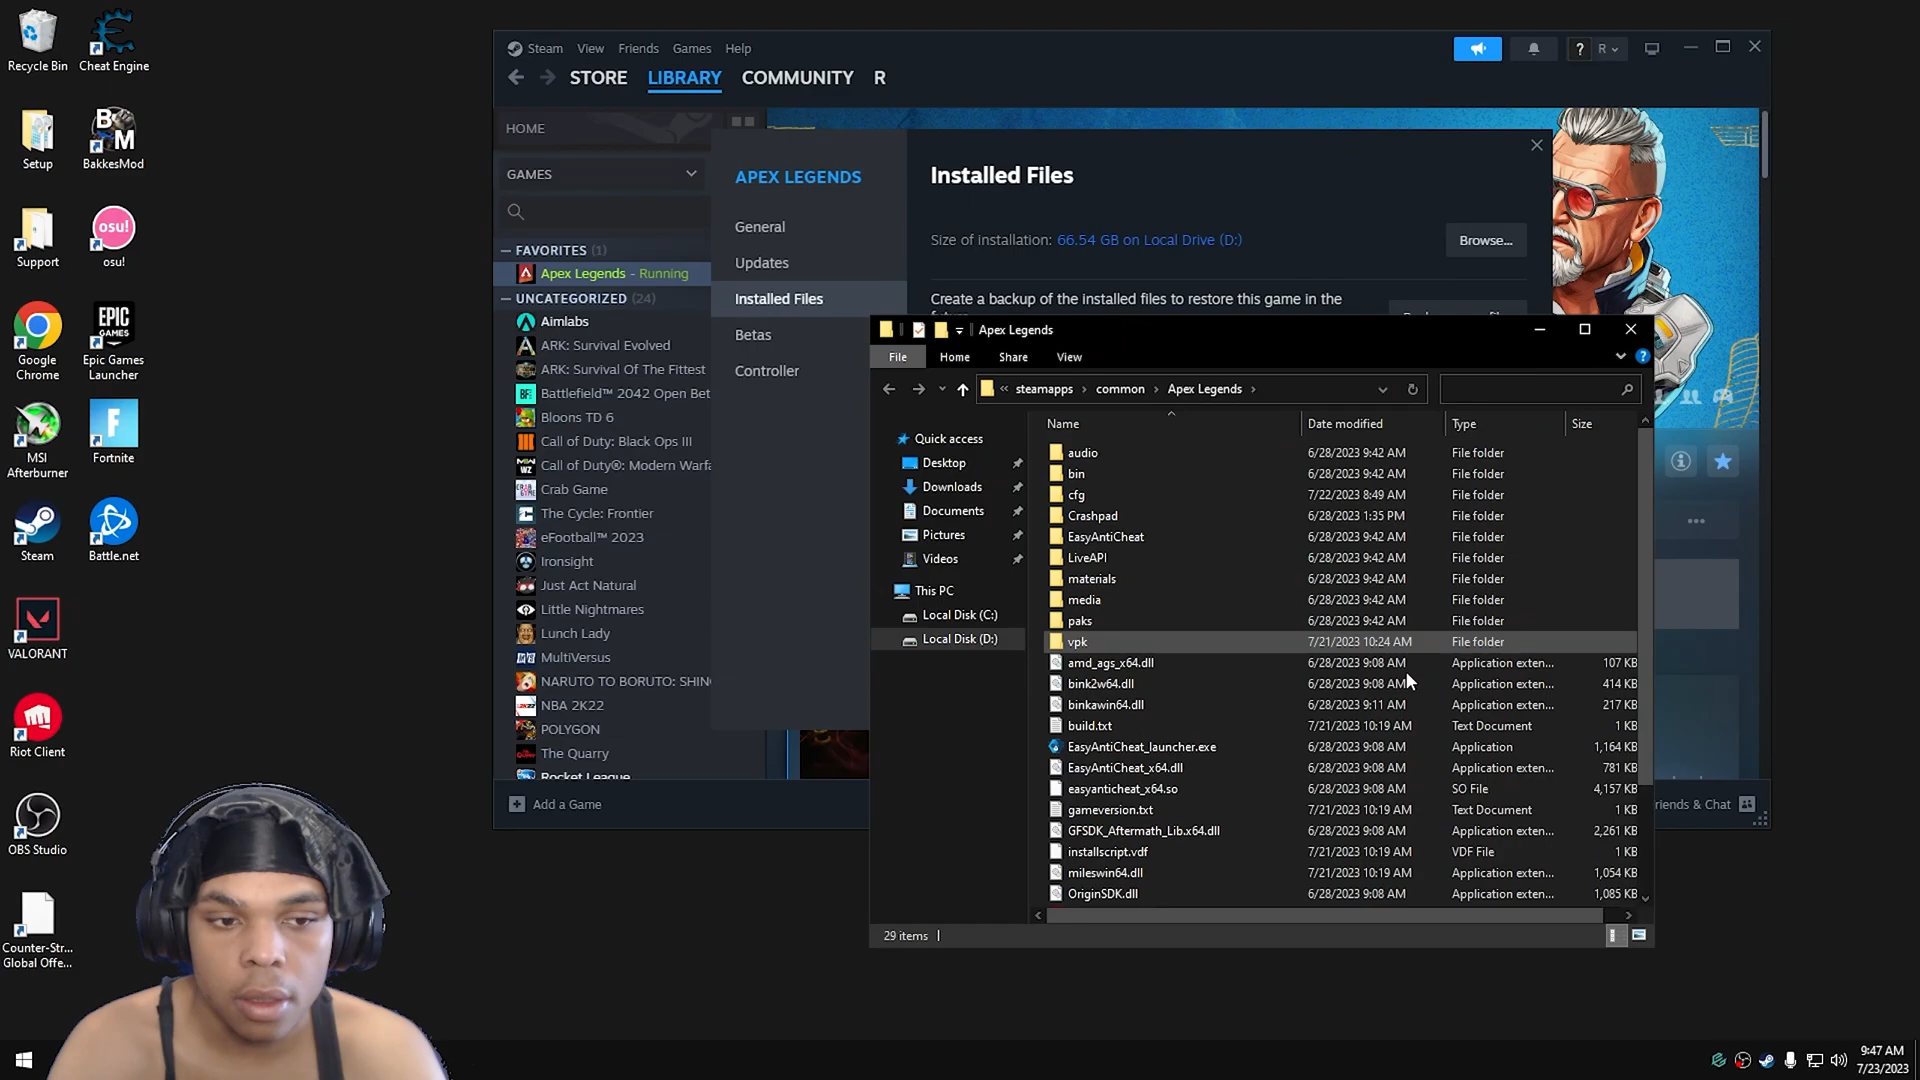 Recycle Bin
Cheat Engine
Setup
BM
BakkesMod
Support
osu!
osu!
Google Chrome
EPIC GAMES
Epic Games Launcher
MSI Afterburner
Fortnite
Steam
Battle.net
VALORANT
Riot Client
OBS Studio
Counter-Str... Global Offe...
Steam View Friends Games Help
? R
STORE LIBRARY COMMUNITY R
HOME
GAMES
FAVORITES (1)
Apex Legends - Running
UNCATEGORIZED (24)
Aimlabs
ARK: Survival Evolved
ARK: Survival Of The Fittest
Battlefield™ 2042 Open Bet
Bloons TD 6
Call of Duty: Black Ops III
Call of Duty®: Modern Warfa
Crab Game
The Cycle: Frontier
eFootball™ 2023
Ironsight
Just Act Natural
Little Nightmares
Lunch Lady
MultiVersus
NARUTO TO BORUTO: SHIN
NBA 2K22
POLYGON
The Quarry
Rocket League
Add a Game
riends & Chat
APEX LEGENDS
General
Updates
Installed Files
Betas
Controller
Installed Files
Size of installation: 66.54 GB on Local Drive (D:)
Browse...
Create a backup of the installed files to restore this game in the
Apex Legends
File Home Share View
« steamapps › common › Apex Legends ›
Quick access
Desktop
Downloads
Documents
Pictures
Videos
This PC
Local Disk (C:)
Local Disk (D:)
Name Date modified Type Size
audio 6/28/2023 9:42 AM File folder
bin 6/28/2023 9:42 AM File folder
cfg 7/22/2023 8:49 AM File folder
Crashpad 6/28/2023 1:35 PM File folder
EasyAntiCheat 6/28/2023 9:42 AM File folder
LiveAPI 6/28/2023 9:42 AM File folder
materials 6/28/2023 9:42 AM File folder
media 6/28/2023 9:42 AM File folder
paks 6/28/2023 9:42 AM File folder
vpk 7/21/2023 10:24 AM File folder
amd_ags_x64.dll 6/28/2023 9:08 AM Application exten... 107 KB
bink2w64.dll 6/28/2023 9:08 AM Application exten... 414 KB
binkawin64.dll 6/28/2023 9:11 AM Application exten... 217 KB
build.txt 7/21/2023 10:19 AM Text Document 1 KB
EasyAntiCheat_launcher.exe 6/28/2023 9:08 AM Application 1,164 KB
EasyAntiCheat_x64.dll 6/28/2023 9:08 AM Application exten... 781 KB
easyanticheat_x64.so 6/28/2023 9:08 AM SO File 4,157 KB
gameversion.txt 7/21/2023 10:19 AM Text Document 1 KB
GFSDK_Aftermath_Lib.x64.dll 6/28/2023 9:08 AM Application exten... 2,261 KB
installscript.vdf 7/21/2023 10:19 AM VDF File 1 KB
mileswin64.dll 7/21/2023 10:19 AM Application exten... 1,054 KB
OriginSDK.dll 6/28/2023 9:08 AM Application exten... 1,085 KB
29 items
9:47 AM
7/23/2023